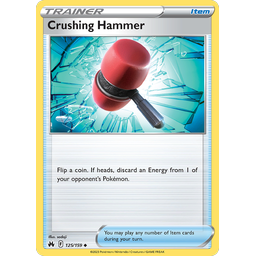 TRAINER
Item
Crushing Hammer
Flip a coin. If heads, discard an Energy from 1 of
your opponent's Pokémon.
You may play any number of Item cards
during your turn.
125/159